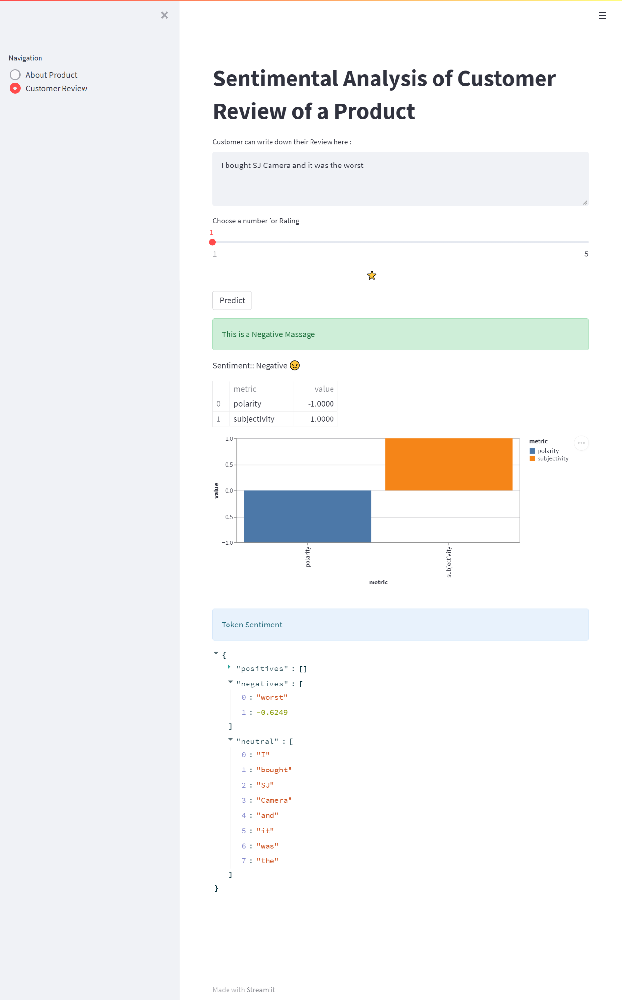 Navigation
About Product
Customer Review
Sentimental Analysis of Customer
Review of a Product
Customer can write down their Review here :
I bought SJ Camera and it was the worst
Choose a number for Rating
1
1 5
Predict
This is a Negative Massage
Sentiment:: Negative 😠
metric value
0 polarity -1.0000
1 subjectivity 1.0000
1.0
0.5
0.0
−0.5
−1.0
value
polarity
subjectivity
metric
metric
polarity
subjectivity
Token Sentiment
{
"positives" : []
"negatives" : [
0 : "worst"
1 : -0.6249
]
"neutral" : [
0 : "I"
1 : "bought"
2 : "SJ"
3 : "Camera"
4 : "and"
5 : "it"
6 : "was"
7 : "the"
]
}
Made with Streamlit